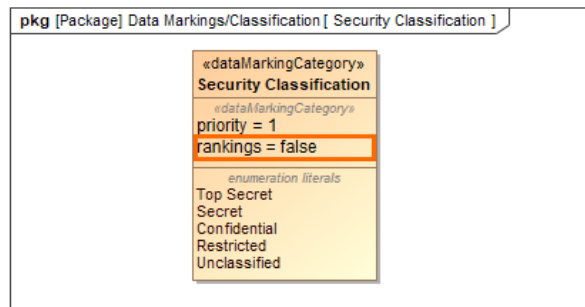 pkg [Package] Data Markings/Classification [ Security Classification ]
«dataMarkingCategory»
Security Classification
«dataMarkingCategory»
priority = 1
rankings = false
enumeration literals
Top Secret
Secret
Confidential
Restricted
Unclassified